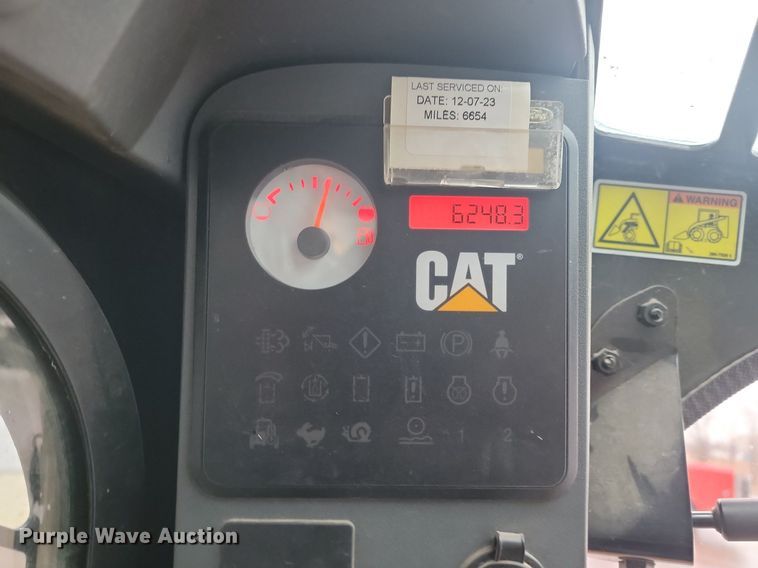 LAST SERVICED ON:
DATE: 12-07-23
MILES: 6654
6248.3
CAT®
WARNING
P
1
2
Purple Wave Auction